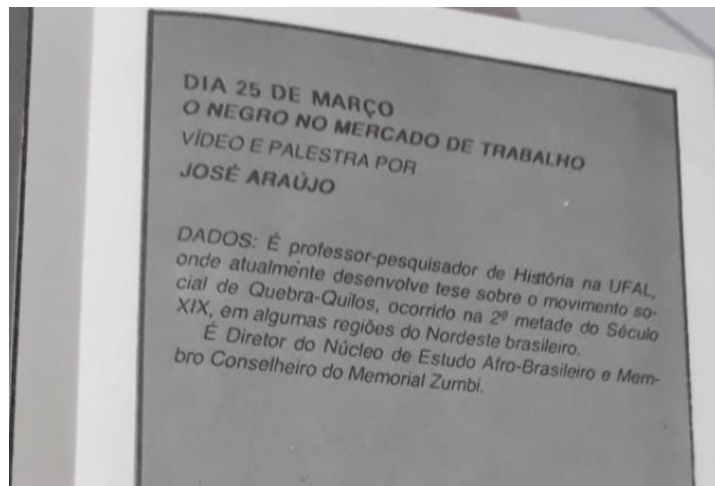 DIA 25 DE MARÇO
O NEGRO NO MERCADO DE TRABALHO
VÍDEO E PALESTRA POR
JOSÉ ARAÚJO
DADOS: É professor-pesquisador de História na UFAL,
onde atualmente desenvolve tese sobre o movimento so-
cial de Quebra-Quilos, ocorrido na 2ª metade do Século
XIX, em algumas regiões do Nordeste brasileiro.
É Diretor do Núcleo de Estudo Afro-Brasileiro e Mem-
bro Conselheiro do Memorial Zumbi.